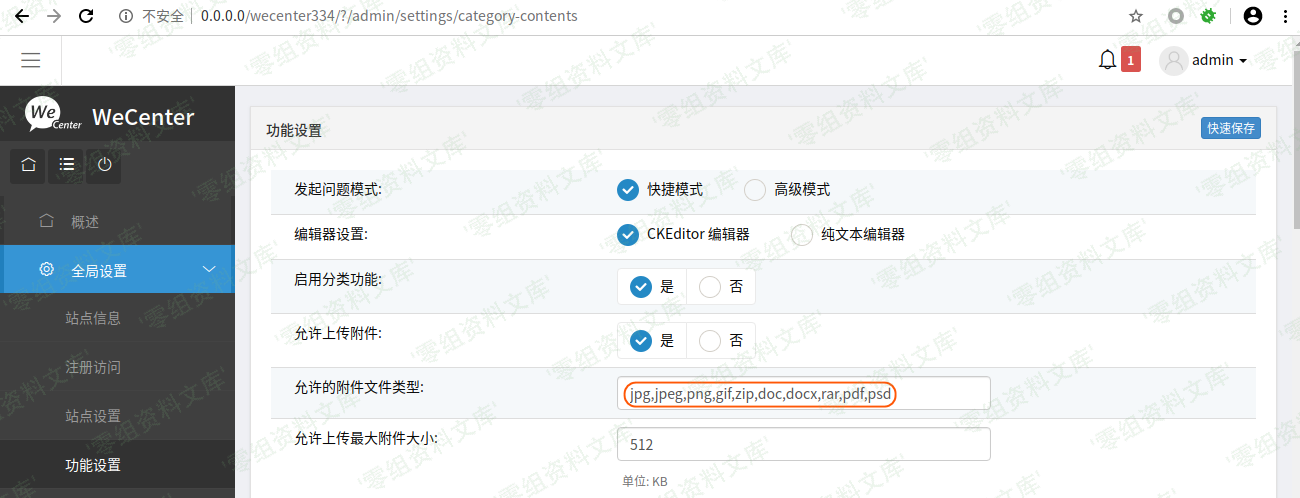 不安全 0.0.0.0/wecenter334/?/admin/settings/category-contents
1 admin
We Center WeCenter
功能设置 快速保存
发起问题模式: 快捷模式 高级模式
概述
编辑器设置: CKEditor 编辑器 纯文本编辑器
全局设置
启用分类功能: 是 否
站点信息
允许上传附件: 是 否
注册访问
允许的附件文件类型: jpg,jpeg,png,gif,zip,doc,docx,rar,pdf,psd
站点设置
允许上传最大附件大小: 512
功能设置
单位: KB
'零组资料文库'